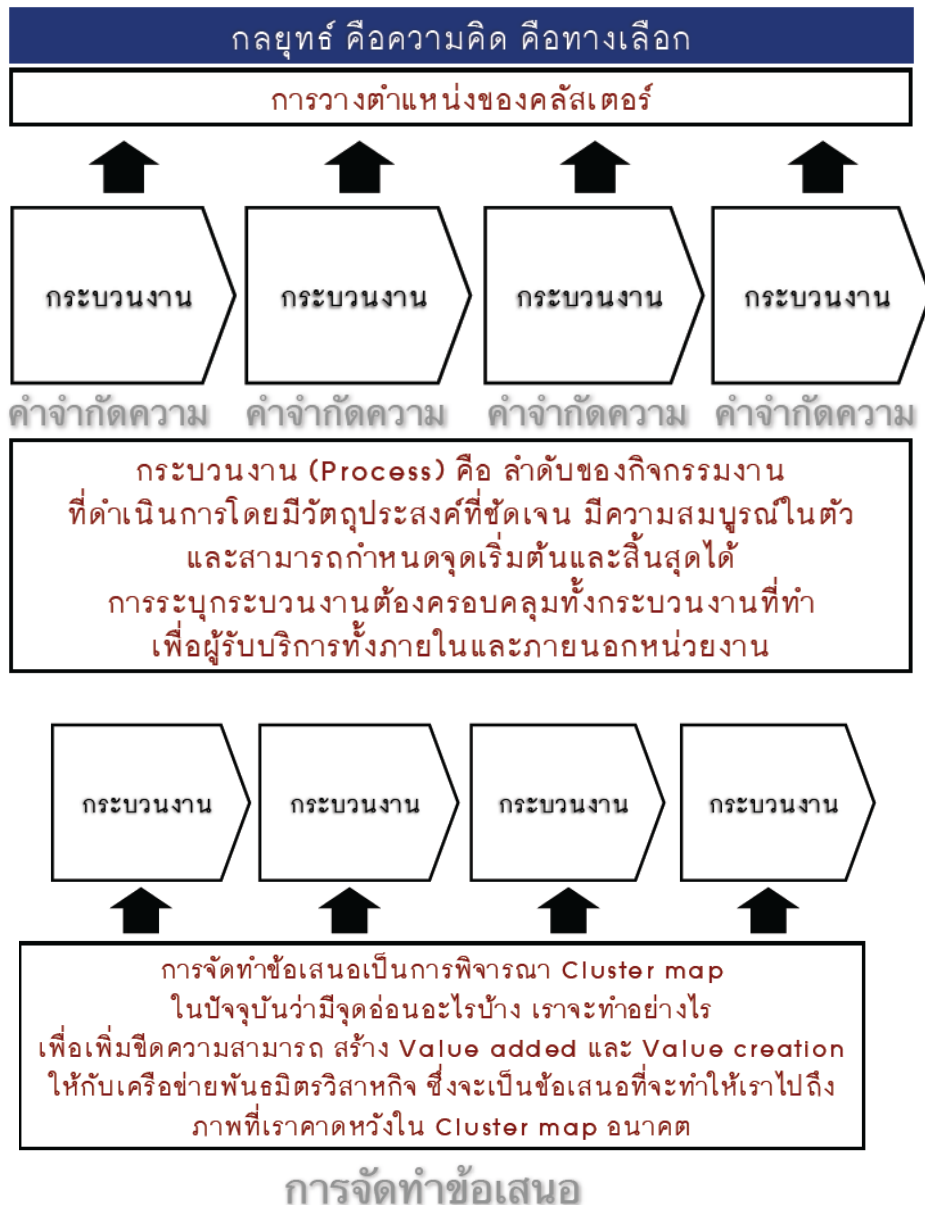 กลยุทธ์ คือความคิด คือทางเลือก
การวางตำแหน่งของคลัสเตอร์
กระบวนงาน กระบวนงาน กระบวนงาน กระบวนงาน
คำจำกัดความ คำจำกัดความ คำจำกัดความ คำจำกัดความ
กระบวนงาน (Process) คือ ลำดับของกิจกรรมงาน
ที่ดำเนินการโดยมีวัตถุประสงค์ที่ชัดเจน มีความสมบูรณ์ในตัว
และสามารถกำหนดจุดเริ่มต้นและสิ้นสุดได้
การระบุกระบวนงานต้องครอบคลุมทั้งกระบวนงานที่ทำ
เพื่อผู้รับบริการทั้งภายในและภายนอกหน่วยงาน
กระบวนงาน กระบวนงาน กระบวนงาน กระบวนงาน
การจัดทำข้อเสนอเป็นการพิจารณา Cluster map
ในปัจจุบันว่ามีจุดอ่อนอะไรบ้าง เราจะทำอย่างไร
เพื่อเพิ่มขีดความสามารถ สร้าง Value added และ Value creation
ให้กับเครือข่ายพันธมิตรวิสาหกิจ ซึ่งจะเป็นข้อเสนอที่จะทำให้เราไปถึง
ภาพที่เราคาดหวังใน Cluster map อนาคต
การจัดทำข้อเสนอ